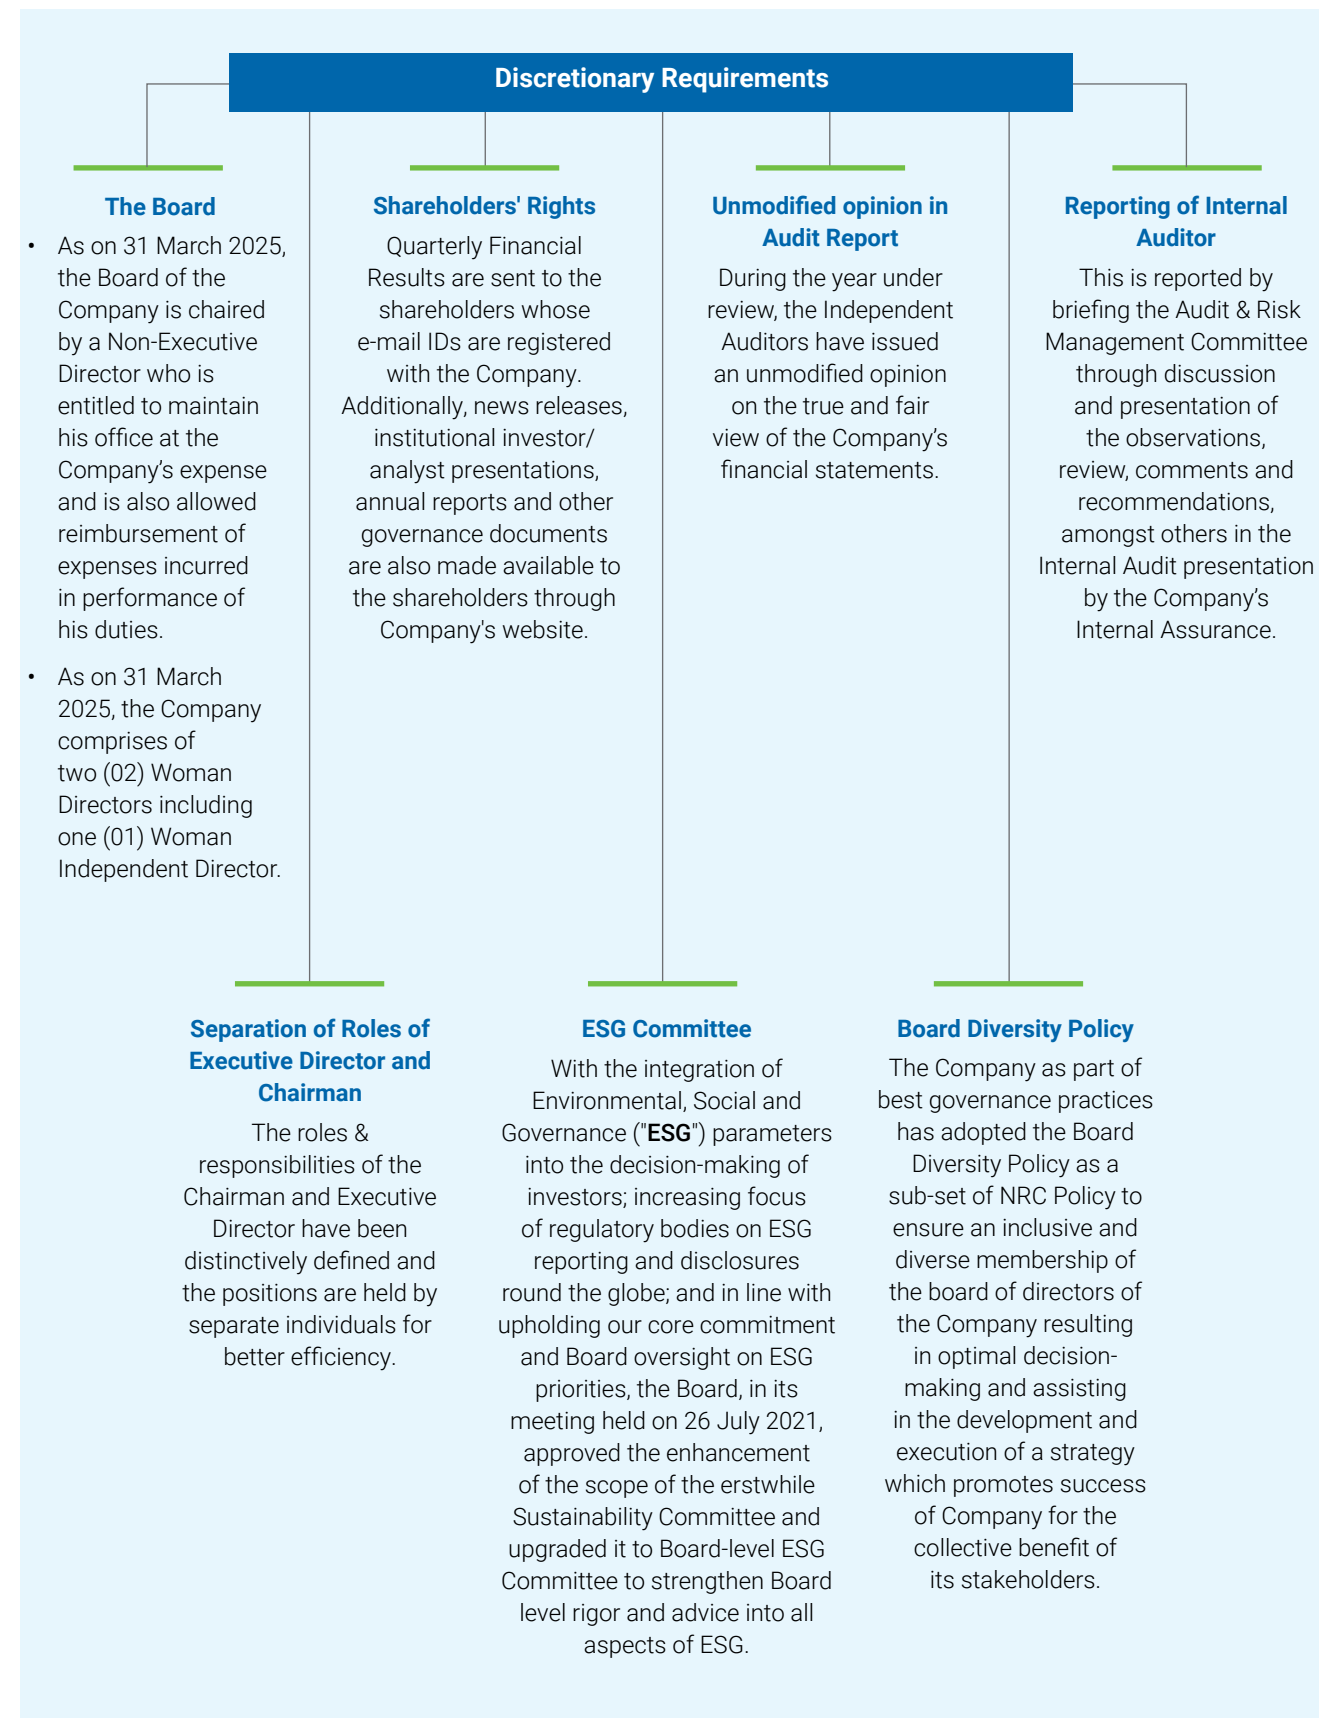 Discretionary Requirements
The Board
• As on 31 March 2025,
the Board of the
Company is chaired
by a Non-Executive
Director who is
entitled to maintain
his office at the
Company’s expense
and is also allowed
reimbursement of
expenses incurred
in performance of
his duties.
• As on 31 March
2025, the Company
comprises of
two (02) Woman
Directors including
one (01) Woman
Independent Director.
Shareholders' Rights
Quarterly Financial
Results are sent to the
shareholders whose
e-mail IDs are registered
with the Company.
Additionally, news releases,
institutional investor/
analyst presentations,
annual reports and other
governance documents
are also made available to
the shareholders through
Company's website.
Unmodified opinion in
Audit Report
During the year under
review, the Independent
Auditors have issued
an unmodified opinion
on the true and fair
view of the Company’s
financial statements.
Reporting of Internal
Auditor
This is reported by
briefing the Audit & Risk
Management Committee
through discussion
and presentation of
the observations,
review, comments and
recommendations,
amongst others in the
Internal Audit presentation
by the Company’s
Internal Assurance.
Separation of Roles of
Executive Director and
Chairman
The roles &
responsibilities of the
Chairman and Executive
Director have been
distinctively defined and
the positions are held by
separate individuals for
better efficiency.
ESG Committee
With the integration of
Environmental, Social and
Governance ("ESG") parameters
into the decision-making of
investors; increasing focus
of regulatory bodies on ESG
reporting and disclosures
round the globe; and in line with
upholding our core commitment
and Board oversight on ESG
priorities, the Board, in its
meeting held on 26 July 2021,
approved the enhancement
of the scope of the erstwhile
Sustainability Committee and
upgraded it to Board-level ESG
Committee to strengthen Board
level rigor and advice into all
aspects of ESG.
Board Diversity Policy
The Company as part of
best governance practices
has adopted the Board
Diversity Policy as a
sub-set of NRC Policy to
ensure an inclusive and
diverse membership of
the board of directors of
the Company resulting
in optimal decision-
making and assisting
in the development and
execution of a strategy
which promotes success
of Company for the
collective benefit of
its stakeholders.